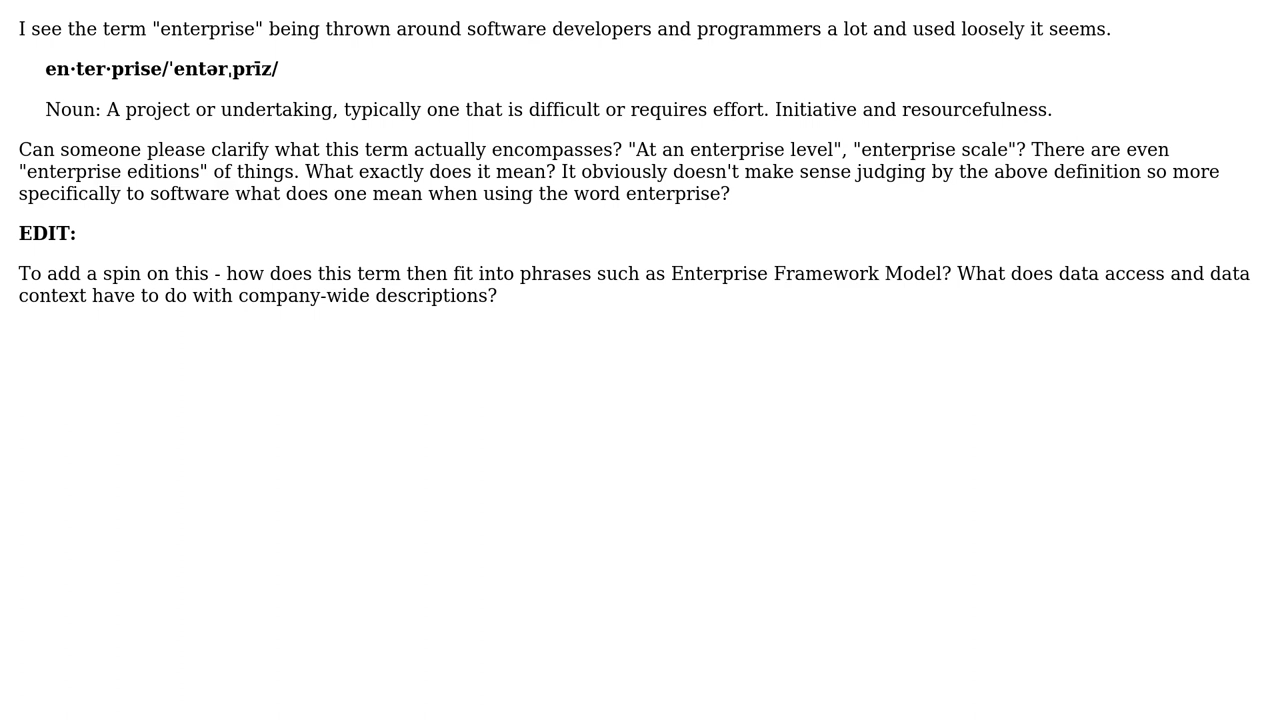 I see the term "enterprise" being thrown around software developers and programmers a lot and used loosely it seems.
en·ter·prise/ˈentərˌprīz/
Noun: A project or undertaking, typically one that is difficult or requires effort. Initiative and resourcefulness.
Can someone please clarify what this term actually encompasses? "At an enterprise level", "enterprise scale"? There are even
"enterprise editions" of things. What exactly does it mean? It obviously doesn't make sense judging by the above definition so more
specifically to software what does one mean when using the word enterprise?
EDIT:
To add a spin on this - how does this term then fit into phrases such as Enterprise Framework Model? What does data access and data
context have to do with company-wide descriptions?